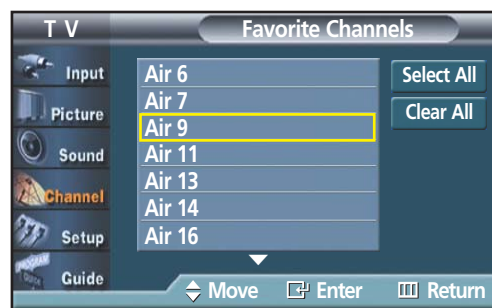 TV
Favorite Channels
Input
Picture
Sound
Channel
Setup
Guide
Air 6
Air 7
Air 9
Air 11
Air 13
Air 14
Air 16
Select All
Clear All
Move
Enter
Return